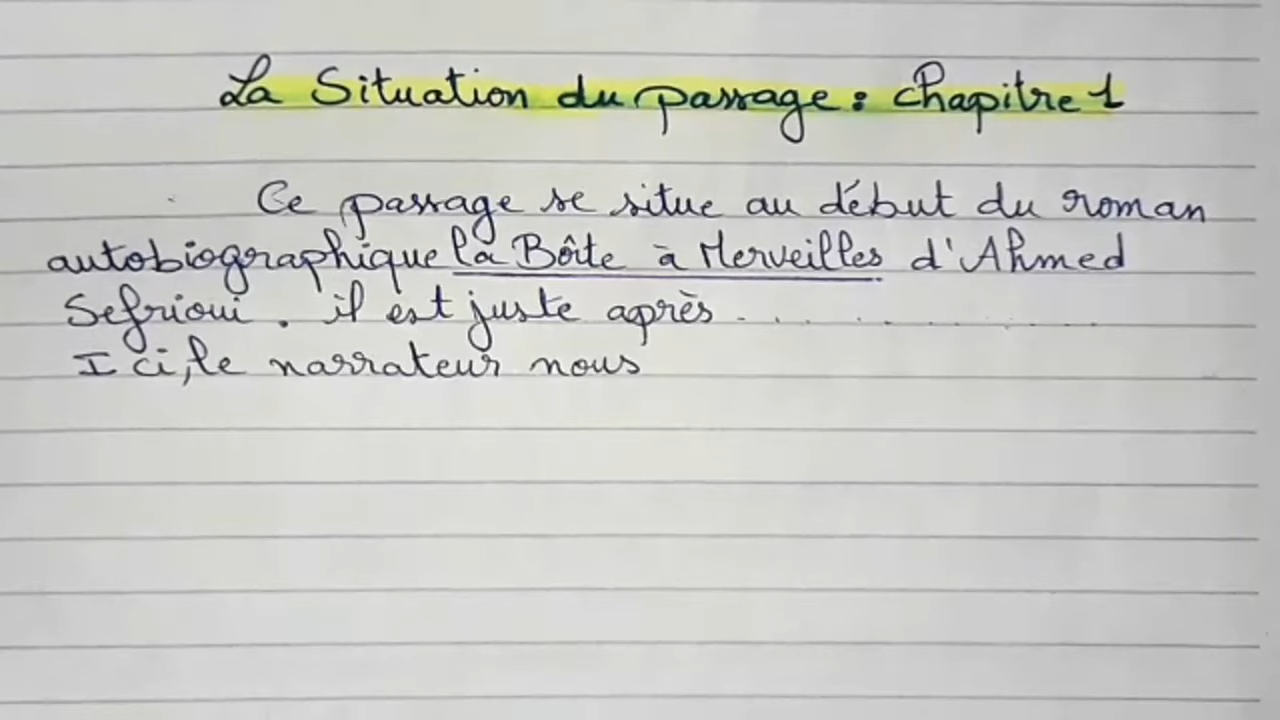 La Situation du passage : Chapitre 1
Ce passage se situe au début du roman
autobiographique la Boîte à Merveilles d'Ahmed
Sefrioui . il est juste après . . . . . . . . . . . .
Ici, le narrateur nous